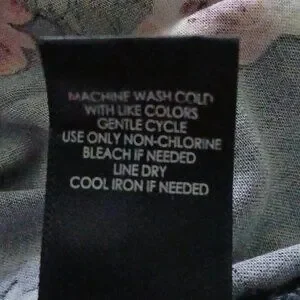 MACHINE WASH COLD
WITH LIKE COLORS
GENTLE CYCLE
USE ONLY NON-CHLORINE
BLEACH IF NEEDED
LINE DRY
COOL IRON IF NEEDED